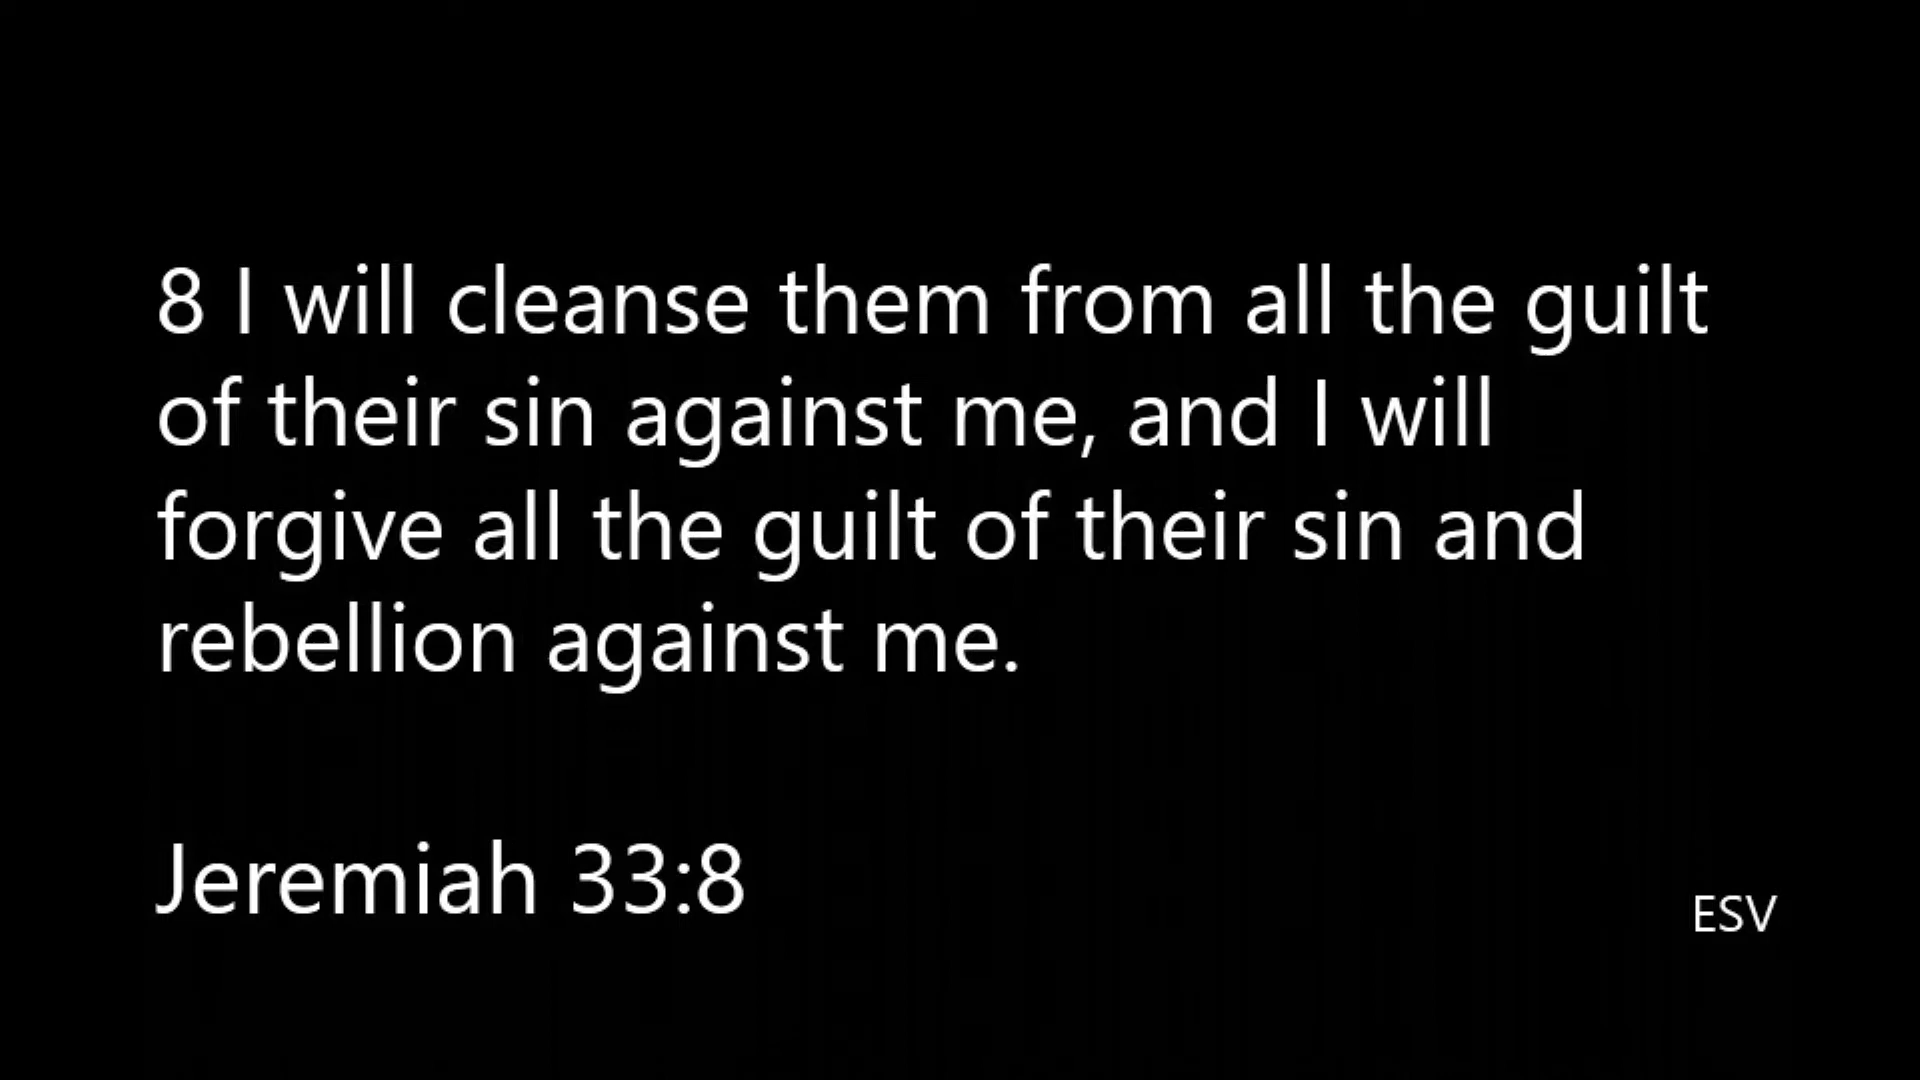 8 I will cleanse them from all the guilt
of their sin against me, and I will
forgive all the guilt of their sin and
rebellion against me.
Jeremiah 33:8
ESV